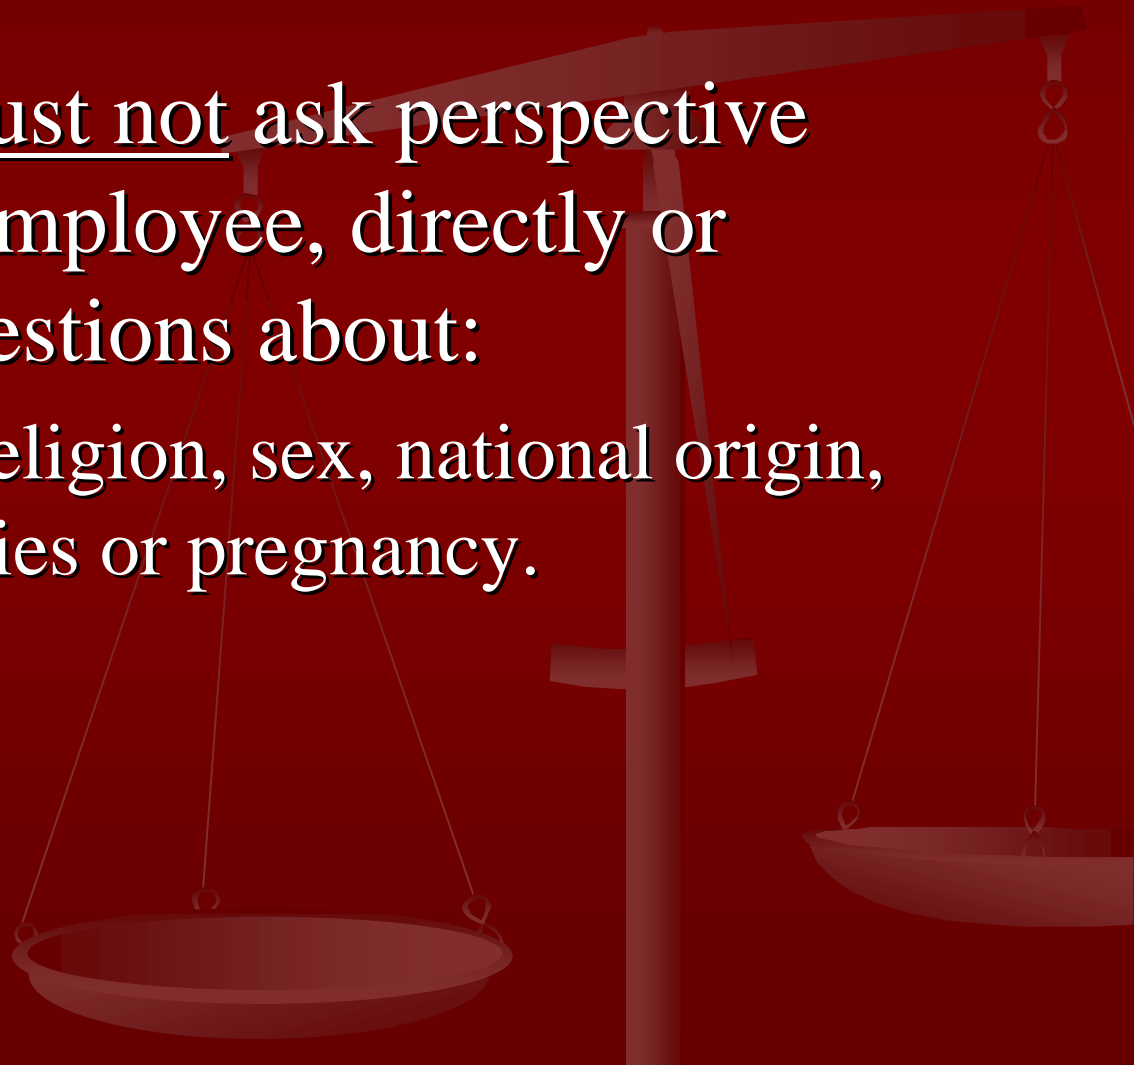 ust not ask perspective
mployee, directly or
estions about:
eligion, sex, national origin,
ies or pregnancy.